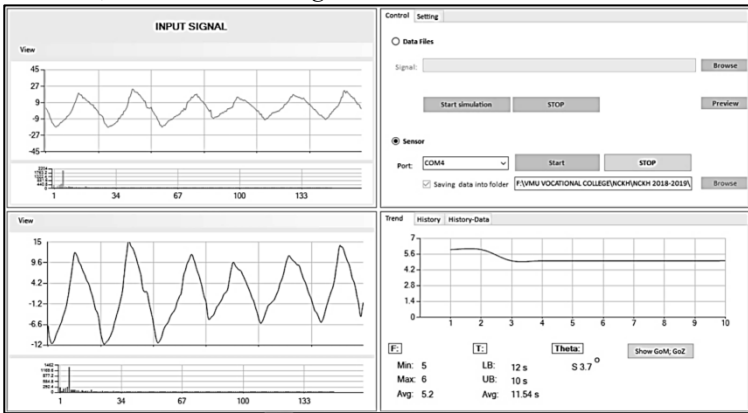 INPUT SIGNAL
View
45
27
9
-9
-27
-45
1 34 67 100 133
Control Setting
Data Files
Signal: Browse
Start simulation STOP Preview
Sensor
Port: COM4 Start STOP
Saving data into folder F:\VMU VOCATIONAL COLLEGE\NCKH\NCKH 2018-2019\ Browse
View
15
9.6
4.2
-1.2
-6.6
-12
1 34 67 100 133
Trend History History-Data
7
5.6
4.2
2.8
1.4
0
1 2 3 4 5 6 7 8 9 10
F: T: Theta: Show GoM; GoZ
Min: 5 LB: 12 s S 3.7 o
Max: 6 UB: 10 s
Avg: 5.2 Avg: 11.54 s